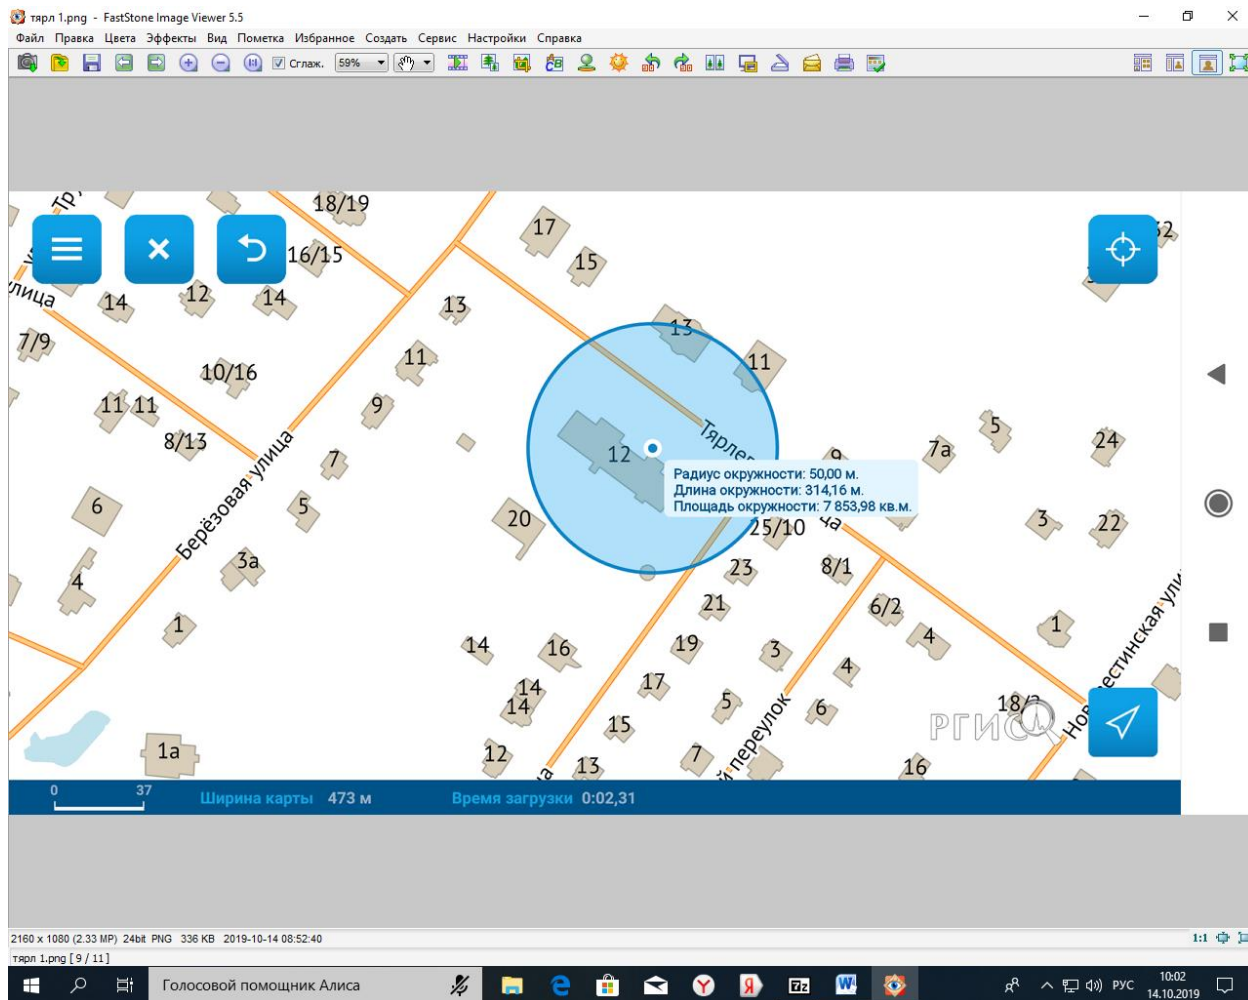 тярл 1.png - FastStone Image Viewer 5.5
Файл Правка Цвета Эффекты Вид Пометка Избранное Создать Сервис Настройки Справка
Сглаж. 59%
18/19
17
32
16/15
15
улица
14
12
14
13
13
7/9
11
11
10/16
11
11
9
8/13
5
24
7а
Берёзовая улица
7
12
Тярлев
9
Радиус окружности: 50,00 м.
Длина окружности: 314,16 м.
Площадь окружности: 7 853,98 кв.м.
6
5
20
3
22
25/10
3а
23
8/1
4
21
6/2
1
14
16
19
3
4
1
14
14
17
5
4
6
18/2
15
РГИС
1а
12
13
7
й переулок
16
0 37
Ширина карты 473 м
Время загрузки 0:02,31
2160 x 1080 (2.33 MP) 24bit PNG 336 KB 2019-10-14 08:52:40
1:1
тярл 1.png [ 9 / 11 ]
Голосовой помощник Алиса
РУС
10:02
14.10.2019